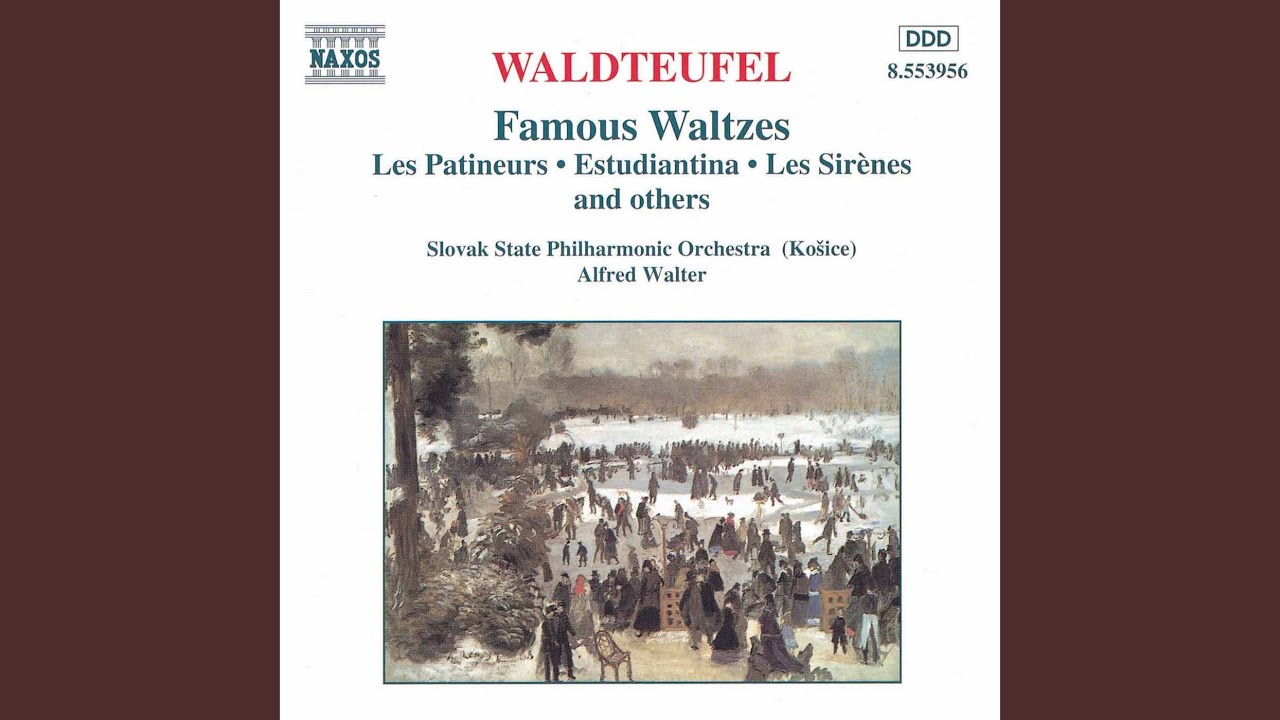 NAXOS
DDD
8.553956
WALDTEUFEL
Famous Waltzes
Les Patineurs • Estudiantina • Les Sirènes
and others
Slovak State Philharmonic Orchestra (Košice)
Alfred Walter